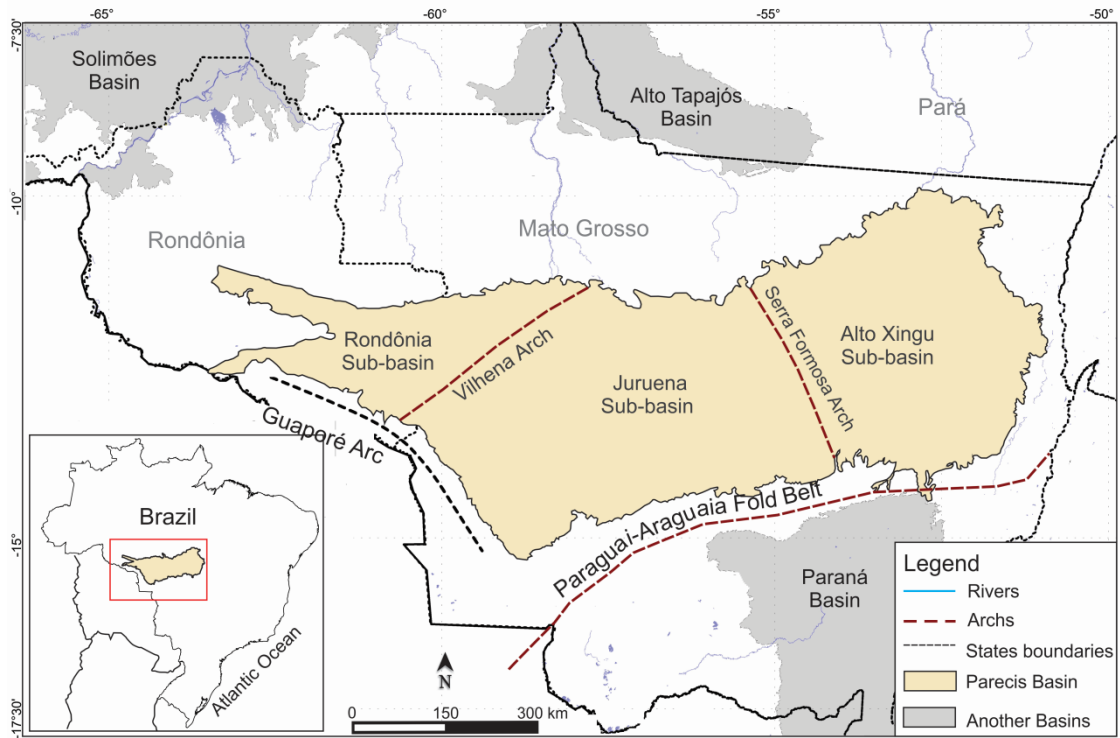 -65°
-60°
-55°
-50°
-7°30'
-10°
-15°
-17°30'
Solimões
Basin
Alto Tapajós
Basin
Pará
Rondônia
Mato Grosso
Rondônia
Sub-basin
Vilhena Arch
Juruena
Sub-basin
Serra Formosa Arch
Alto Xingu
Sub-basin
Guaporé Arc
Paraguai-Araguaia Fold Belt
Paraná
Basin
Brazil
Atlantic Ocean
N
0 150 300 km
Legend
Rivers
Archs
States boundaries
Parecis Basin
Another Basins